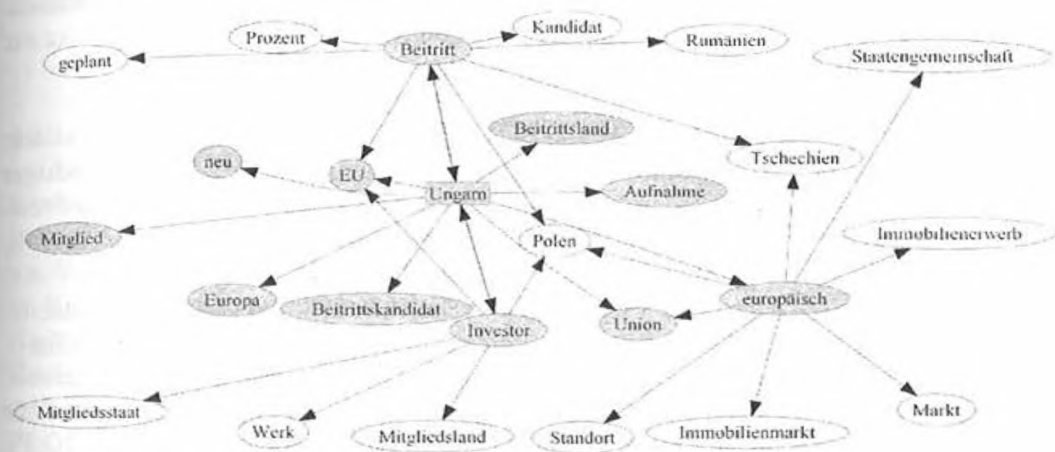 Kandidat
Prozent
Beitritt
Rumänien
geplant
Staatengemeinschaft
Beitrittsland
neu
EU
Tschechien
Ungarn
Aufnahme
Mitglied
Polen
Immobilienerwerb
Europa
Beitrittskandidat
europäisch
Investor
Union
Mitgliedsstaat
Markt
Werk
Mitgliedsland
Standort
Immobilienmarkt